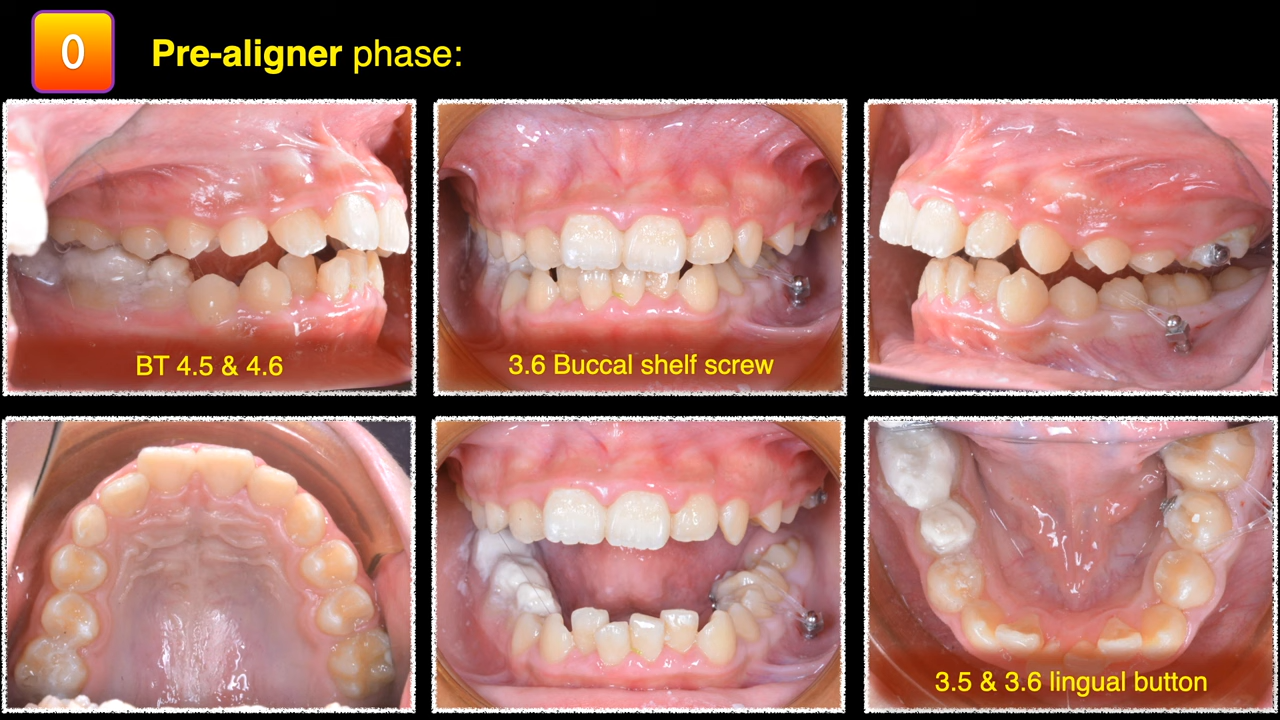 0
Pre-aligner phase:
BT 4.5 & 4.6
3.6 Buccal shelf screw
3.5 & 3.6 lingual button